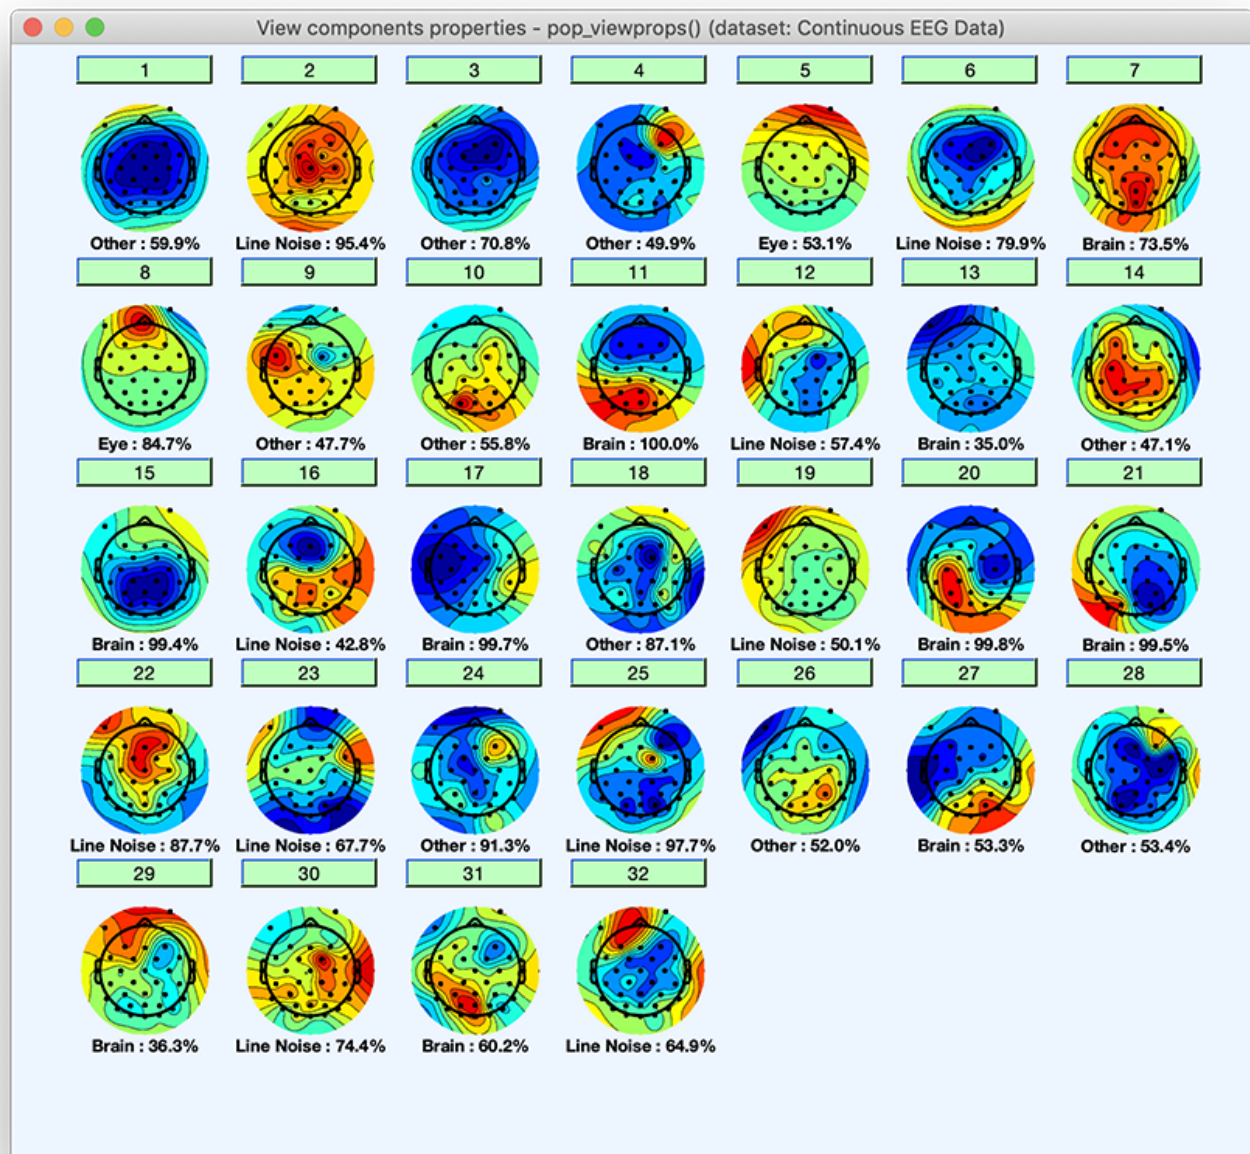 View components properties - pop_viewprops() (dataset: Continuous EEG Data)
1 2 3 4 5 6 7
Other : 59.9% Line Noise : 95.4% Other : 70.8% Other : 49.9% Eye : 53.1% Line Noise : 79.9% Brain : 73.5%
8 9 10 11 12 13 14
Eye : 84.7% Other : 47.7% Other : 55.8% Brain : 100.0% Line Noise : 57.4% Brain : 35.0% Other : 47.1%
15 16 17 18 19 20 21
Brain : 99.4% Line Noise : 42.8% Brain : 99.7% Other : 87.1% Line Noise : 50.1% Brain : 99.8% Brain : 99.5%
22 23 24 25 26 27 28
Line Noise : 87.7% Line Noise : 67.7% Other : 91.3% Line Noise : 97.7% Other : 52.0% Brain : 53.3% Other : 53.4%
29 30 31 32
Brain : 36.3% Line Noise : 74.4% Brain : 60.2% Line Noise : 64.9%